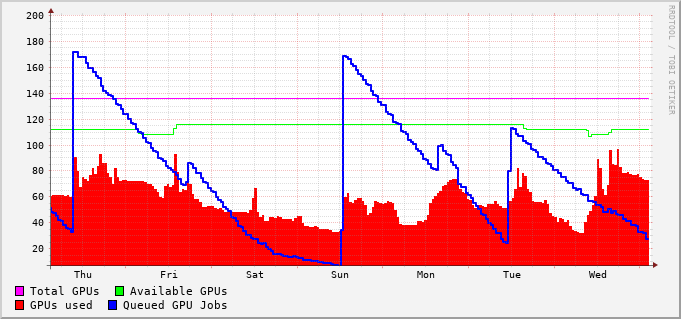 200
180
160
140
120
100
80
60
40
20
Thu Fri Sat Sun Mon Tue Wed
Total GPUs Available GPUs
GPUs used Queued GPU Jobs
RRDTOOL / TOBI OETIKER